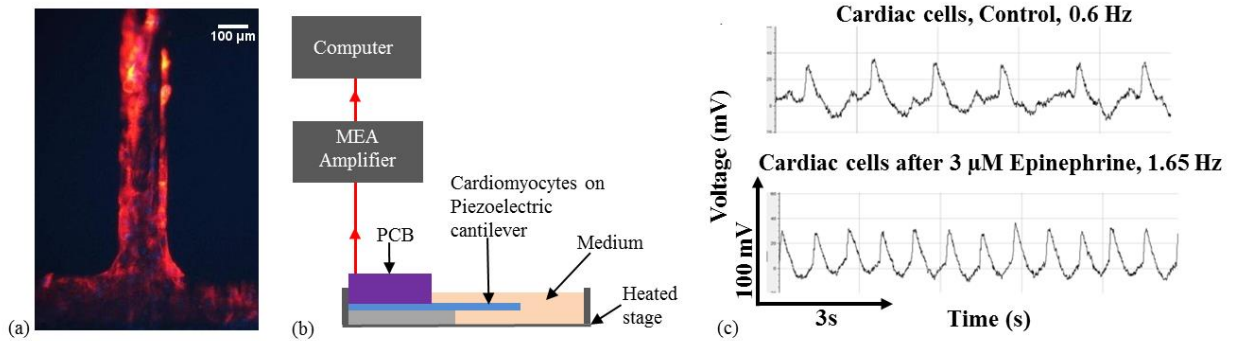 100 µm
(a)
Computer
MEA
Amplifier
Cardiomyocytes on
Piezoelectric
cantilever
PCB
Medium
Heated
stage
(b)
Cardiac cells, Control, 0.6 Hz
Cardiac cells after 3 µM Epinephrine, 1.65 Hz
Voltage (mV)
100 mV
3s
Time (s)
(c)